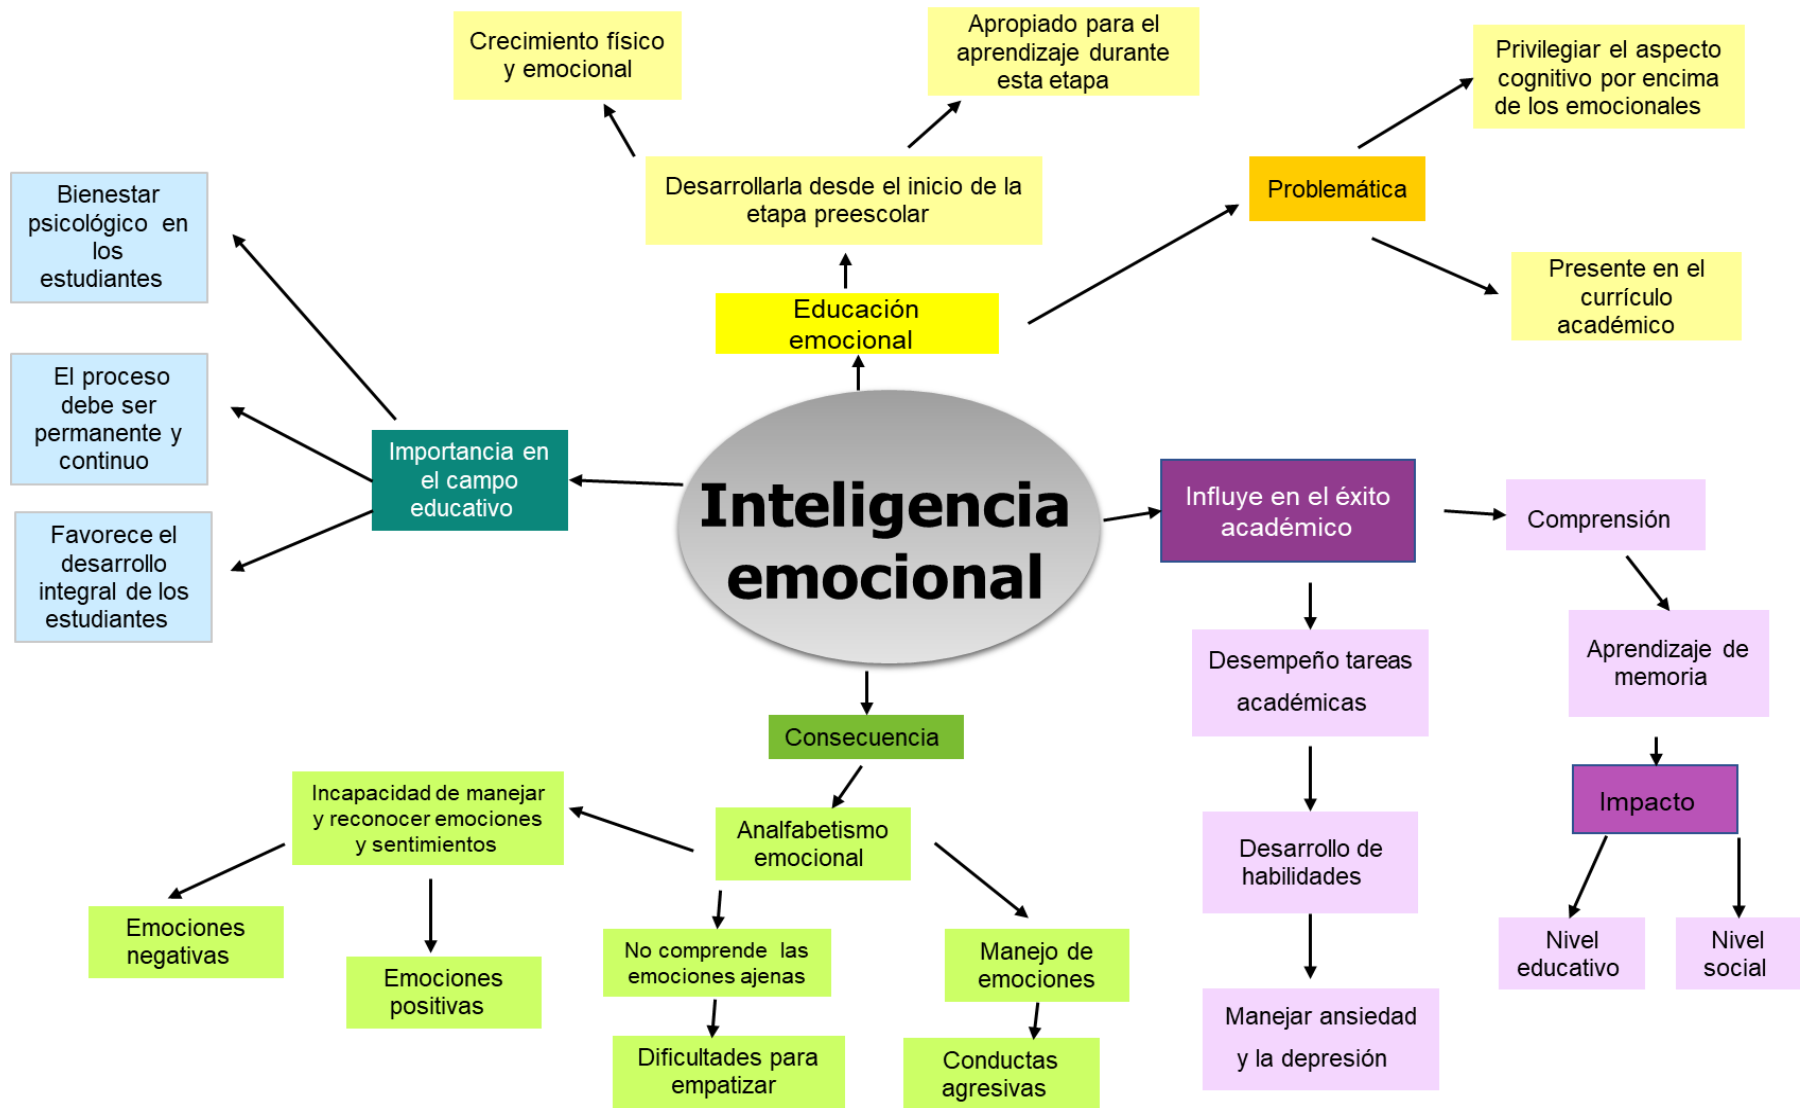 Crecimiento físico
y emocional
Apropiado para el
aprendizaje durante
esta etapa
Privilegiar el aspecto
cognitivo por encima
de los emocionales
Desarrollarla desde el inicio de la
etapa preescolar
Problemática
Bienestar
psicológico en
los
estudiantes
Presente en el
currículo
académico
Educación
emocional
El proceso
debe ser
permanente y
continuo
Importancia en
el campo
educativo
Inteligencia
emocional
Influye en el éxito
académico
Comprensión
Favorece el
desarrollo
integral de los
estudiantes
Desempeño tareas
académicas
Aprendizaje de
memoria
Consecuencia
Impacto
Incapacidad de manejar
y reconocer emociones
y sentimientos
Analfabetismo
emocional
Desarrollo de
habilidades
Emociones
negativas
Emociones
positivas
No comprende las
emociones ajenas
Manejo de
emociones
Nivel
educativo
Nivel
social
Dificultades para
empatizar
Conductas
agresivas
Manejar ansiedad
y la depresión